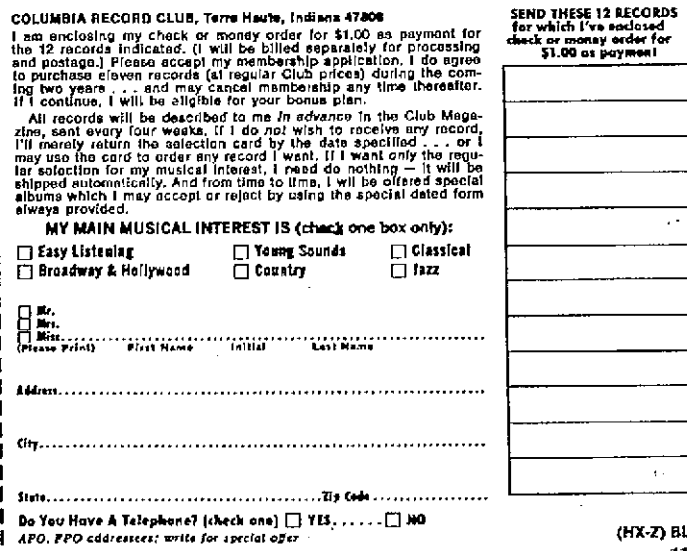 COLUMBIA RECORD CLUB, Terre Haute, Indiana 47808
I am enclosing my check or money order for $1.00 as payment for
the 12 records indicated. (I will be billed separately for processing
and postage.) Please accept my membership application. I do agree
to purchase eleven records (at regular Club prices) during the com-
ing two years . . . and may cancel membership any time thereafter.
If I continue, I will be eligible for your bonus plan.
All records will be described to me in advance in the Club Maga-
zine, sent every four weeks. If I do not wish to receive any record,
I'll merely return the selection card by the date specified . . . or I
may use the card to order any record I want. If I want only the regu-
lar selection for my musical interest, I need do nothing — it will be
shipped automatically. And from time to time, I will be offered special
albums which I may accept or reject by using the special dated form
always provided.
MY MAIN MUSICAL INTEREST IS (check one box only):
Easy Listening Young Sounds Classical
Broadway & Hollywood Country Jazz
Mr.
Mrs.
Miss
(Please Print) First Name Initial Last Name
Address
City
State Zip Code
Do You Have A Telephone? (check one) YES...... NO
APO, FPO addressees: write for special offer
SEND THESE 12 RECORDS
for which I've enclosed
check or money order for
$1.00 as payment
(HX-Z)